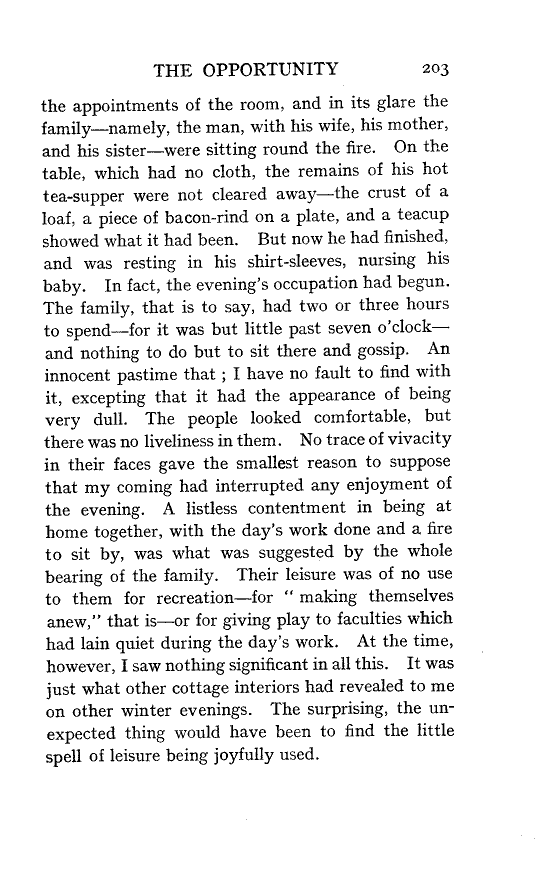 THE OPPORTUNITY 203
the appointments of the room, and in its glare the
family—namely, the man, with his wife, his mother,
and his sister—were sitting round the fire. On the
table, which had no cloth, the remains of his hot
tea-supper were not cleared away—the crust of a
loaf, a piece of bacon-rind on a plate, and a teacup
showed what it had been. But now he had finished,
and was resting in his shirt-sleeves, nursing his
baby. In fact, the evening's occupation had begun.
The family, that is to say, had two or three hours
to spend—for it was but little past seven o'clock—
and nothing to do but to sit there and gossip. An
innocent pastime that ; I have no fault to find with
it, excepting that it had the appearance of being
very dull. The people looked comfortable, but
there was no liveliness in them. No trace of vivacity
in their faces gave the smallest reason to suppose
that my coming had interrupted any enjoyment of
the evening. A listless contentment in being at
home together, with the day's work done and a fire
to sit by, was what was suggested by the whole
bearing of the family. Their leisure was of no use
to them for recreation—for " making themselves
anew," that is—or for giving play to faculties which
had lain quiet during the day's work. At the time,
however, I saw nothing significant in all this. It was
just what other cottage interiors had revealed to me
on other winter evenings. The surprising, the un-
expected thing would have been to find the little
spell of leisure being joyfully used.